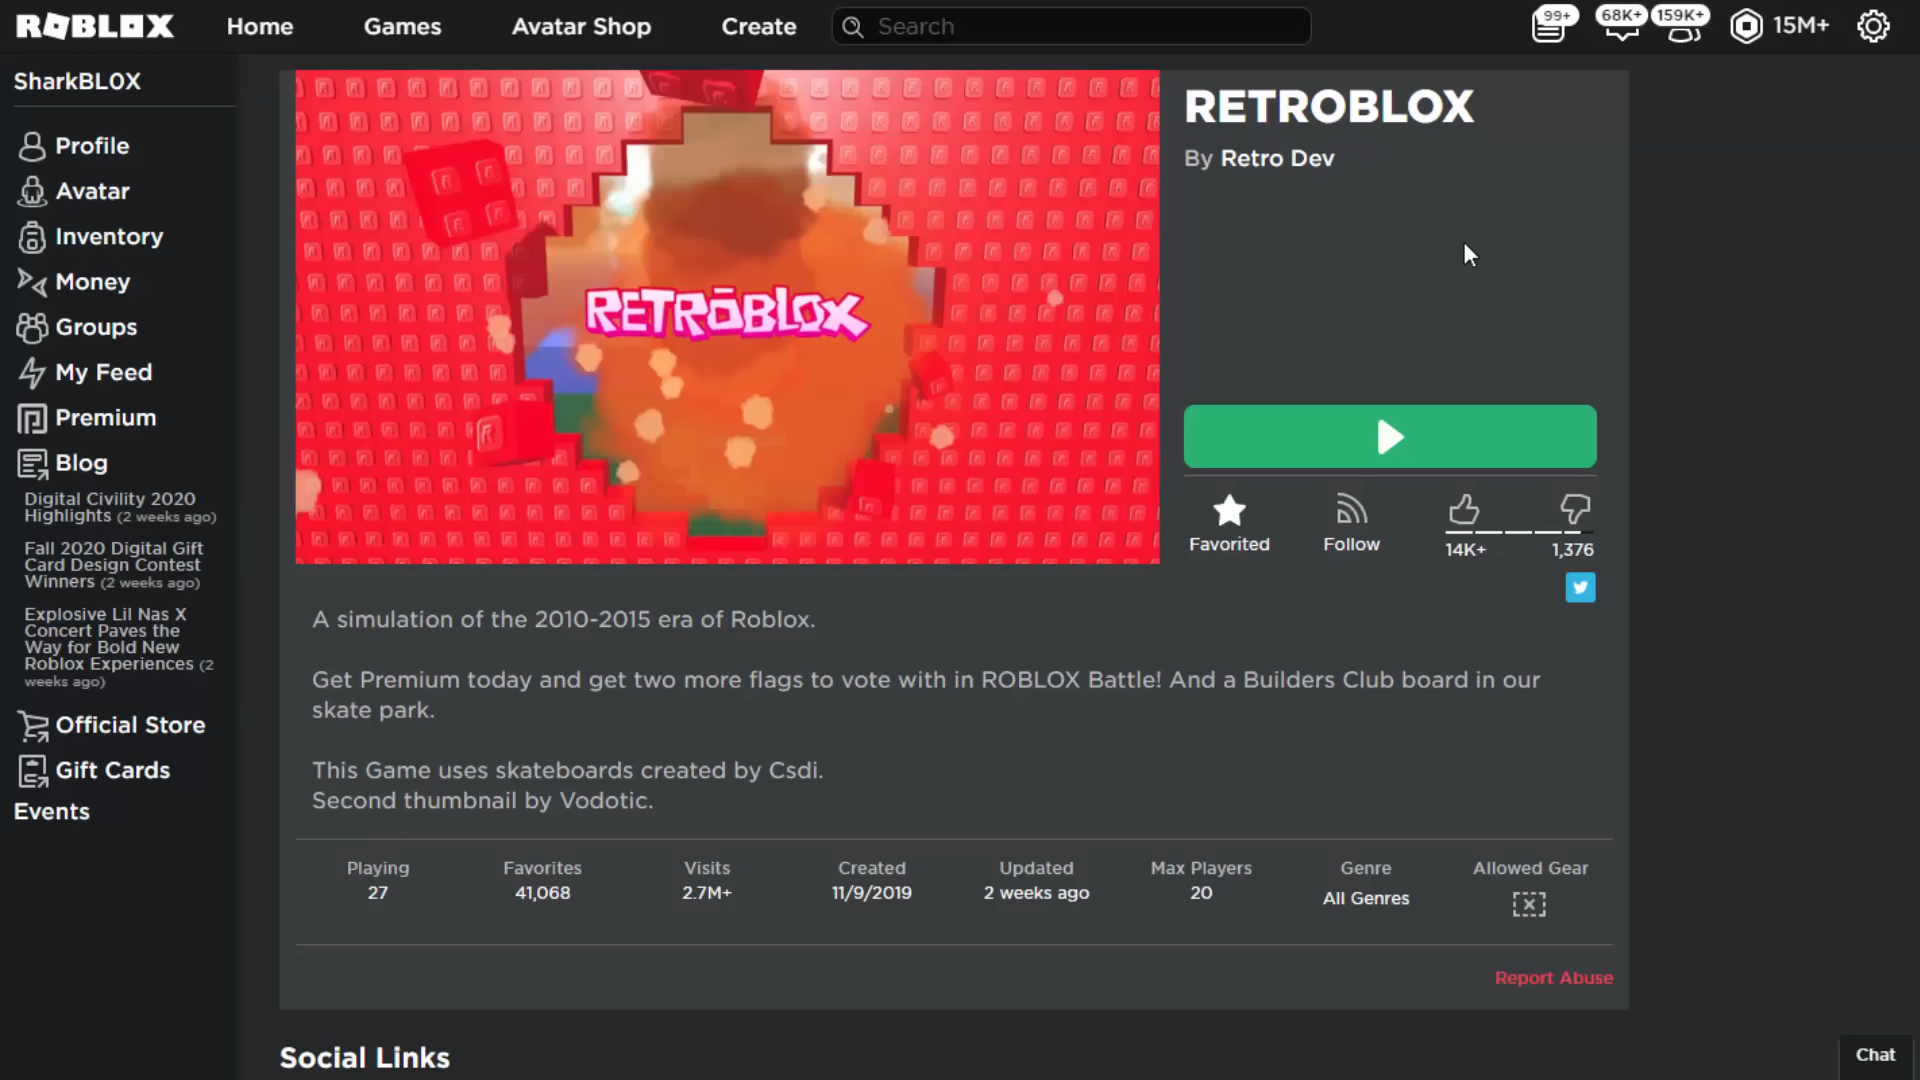 ROBLOX
Home
Games
Avatar Shop
Create
Search
99+
68K+
159K+
15M+
SharkBL0X
Profile
Avatar
Inventory
Money
Groups
My Feed
Premium
Blog
Digital Civility 2020
Highlights (2 weeks ago)
Fall 2020 Digital Gift
Card Design Contest
Winners (2 weeks ago)
Explosive Lil Nas X
Concert Paves the
Way for Bold New
Roblox Experiences (2
weeks ago)
Official Store
Gift Cards
Events
RETRŌBLOX
RETROBLOX
By Retro Dev
Favorited
Follow
14K+
1,376
A simulation of the 2010-2015 era of Roblox.
Get Premium today and get two more flags to vote with in ROBLOX Battle! And a Builders Club board in our
skate park.
This Game uses skateboards created by Csdi.
Second thumbnail by Vodotic.
Playing
27
Favorites
41,068
Visits
2.7M+
Created
11/9/2019
Updated
2 weeks ago
Max Players
20
Genre
All Genres
Allowed Gear
Report Abuse
Social Links
Chat